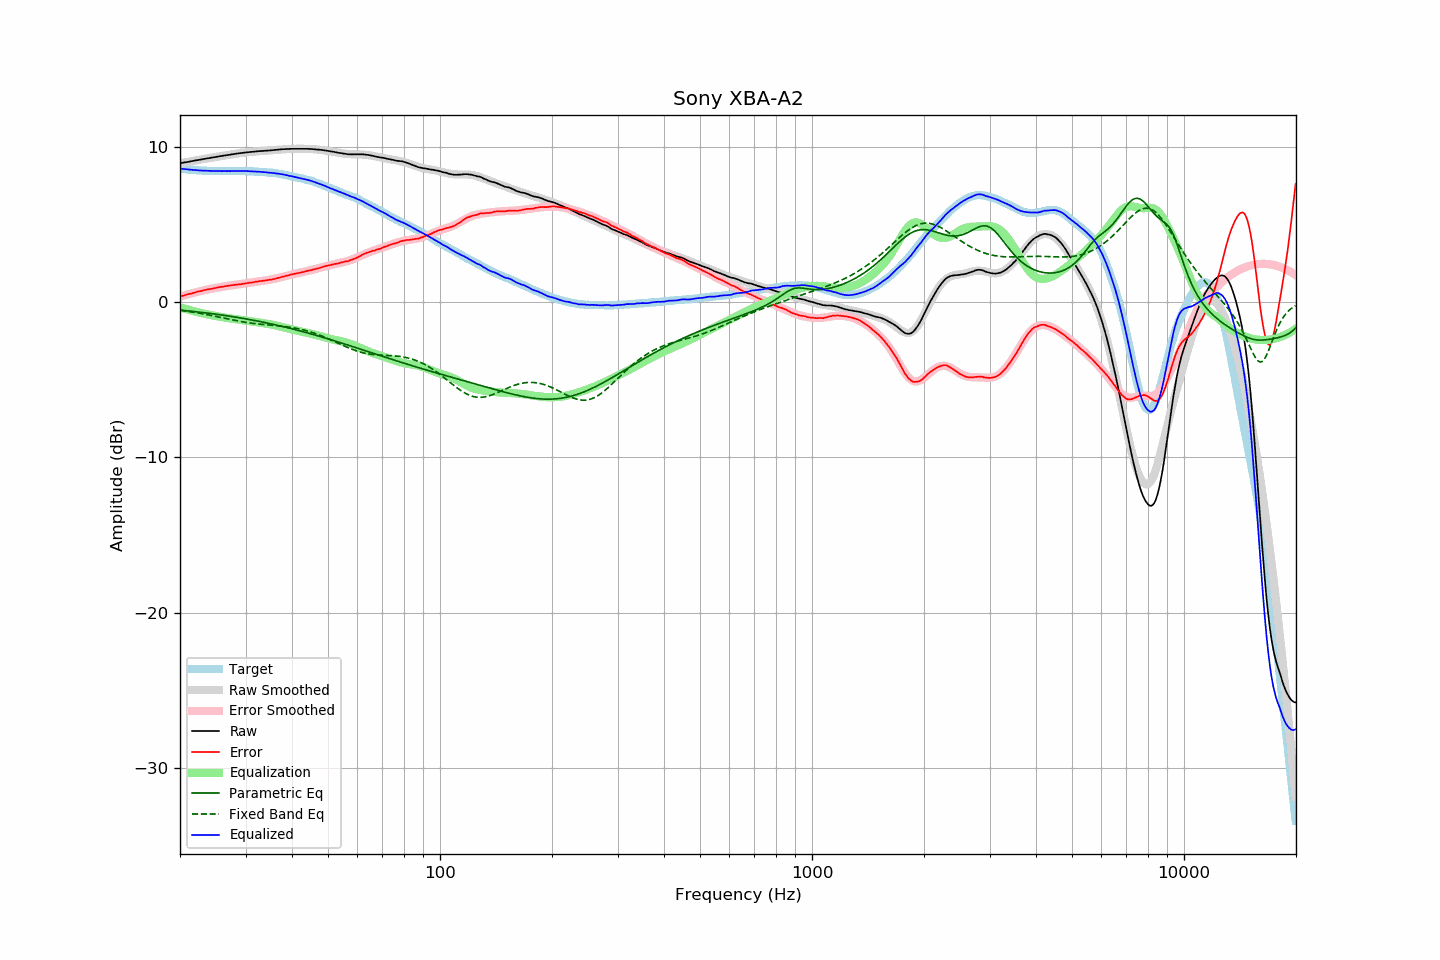 Sony XBA-A2
10
0
−10
−20
−30
Amplitude (dBr)
Target
Raw Smoothed
Error Smoothed
Raw
Error
Equalization
Parametric Eq
Fixed Band Eq
Equalized
100
1000
10000
Frequency (Hz)